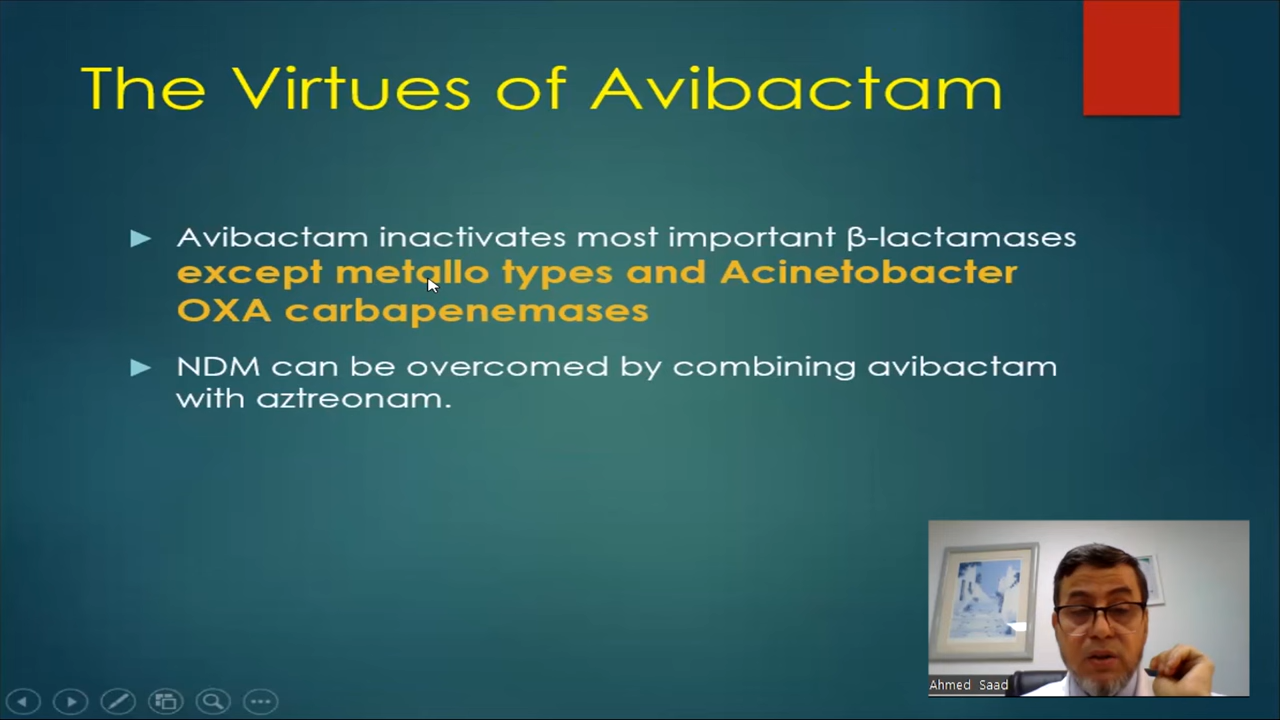 The Virtues of Avibactam
Avibactam inactivates most important β-lactamases
except metallo types and Acinetobacter
OXA carbapenemases
NDM can be overcomed by combining avibactam
with aztreonam.
Ahmed Saad